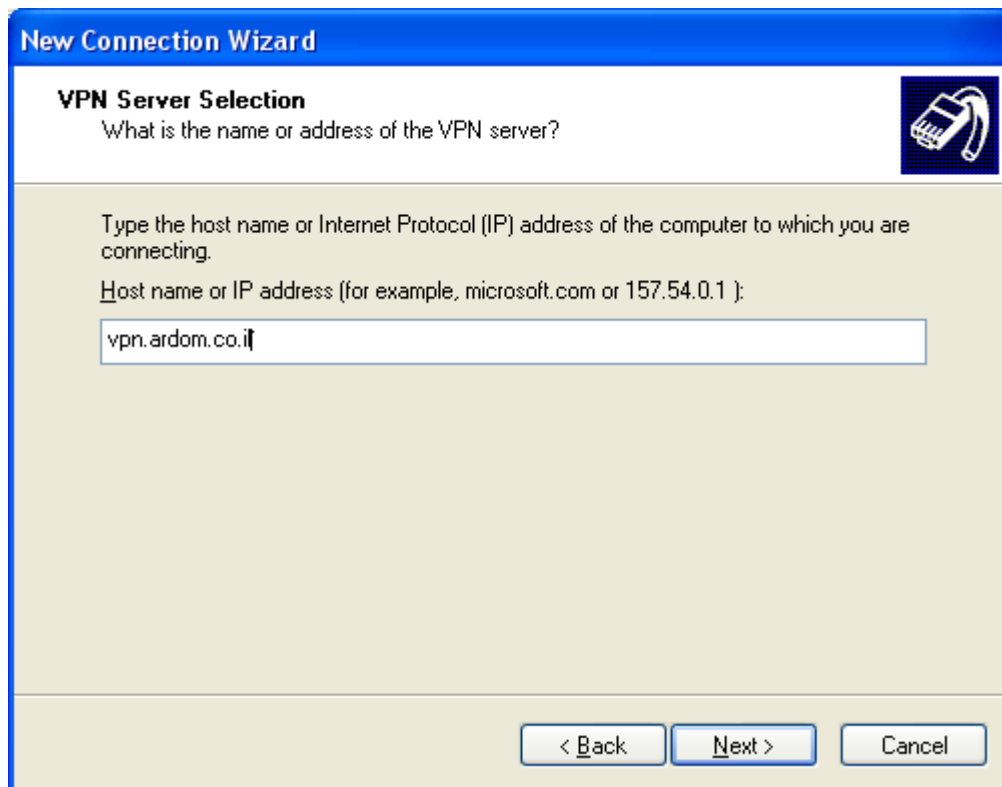 New Connection Wizard
VPN Server Selection
What is the name or address of the VPN server?
Type the host name or Internet Protocol (IP) address of the computer to which you are
connecting.
Host name or IP address (for example, microsoft.com or 157.54.0.1 ):
vpn.ardom.co.il
< Back
Next >
Cancel